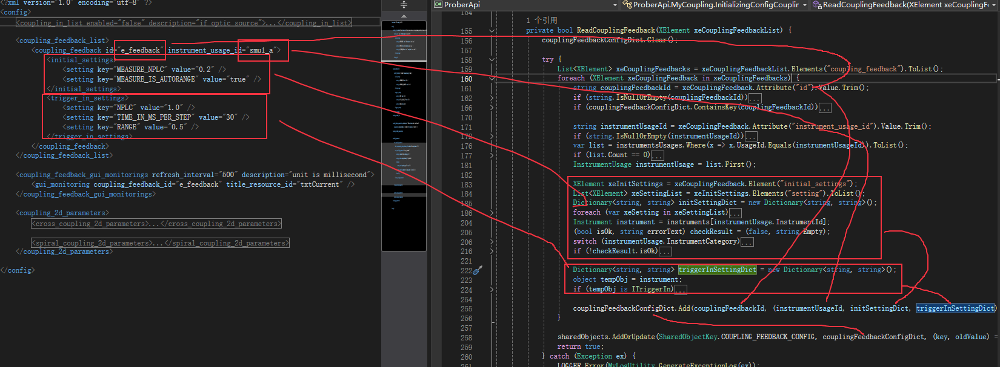 <?xml version="1.0" encoding="utf-8" ?>
<config>
<coupling_in_list enabled="false" description="if optic source">...</coupling_in_list>
<coupling_feedback_list>
<coupling_feedback id="e_feedback" instrument_usage_id="smu1_a">
<initial_settings>
<setting key="MEASURE_NPLC" value="0.2" />
<setting key="MEASURE_IS_AUTORANGE" value="true" />
</initial_settings>
<trigger_in_settings>
<setting key="NPLC" value="1.0" />
<setting key="TIME_IN_MS_PER_STEP" value="30" />
<setting key="RANGE" value="0.5" />
</trigger_in_settings>
</coupling_feedback>
</coupling_feedback_list>
<coupling_feedback_gui_monitorings refresh_interval="500" description="unit is millisecond">
<gui_monitoring coupling_feedback_id="e_feedback" title_resource_id="txtCurrent" />
</coupling_feedback_gui_monitorings>
<coupling_2d_parameters>
<cross_coupling_2d_parameters>...</cross_coupling_2d_parameters>
<spiral_coupling_2d_parameters>...</spiral_coupling_2d_parameters>
</coupling_2d_parameters>
</config>
C# ProberApi
ProberApi.MyCoupling.InitializingConfigCouplin
ReadCouplingFeedback(XElement xeCouplingFe
154
1 个引用
155 private bool ReadCouplingFeedback(XElement xeCouplingFeedbackList) {
156 couplingFeedbackConfigDict.Clear();
157
158 try {
159 List<XElement> xeCouplingFeedbacks = xeCouplingFeedbackList.Elements("coupling_feedback").ToList();
160 foreach (XElement xeCouplingFeedback in xeCouplingFeedbacks) {
161 string couplingFeedbackId = xeCouplingFeedback.Attribute("id").Value.Trim();
162 if (string.IsNullOrEmpty(couplingFeedbackId))...
166 if (couplingFeedbackConfigDict.ContainsKey(couplingFeedbackId))...
170
171 string instrumentUsageId = xeCouplingFeedback.Attribute("instrument_usage_id").Value.Trim();
172 if (string.IsNullOrEmpty(instrumentUsageId))...
176 var list = instrumentsUsages.Where(x => x.UsageId.Equals(instrumentUsageId)).ToList();
177 if (list.Count == 0)...
181 InstrumentUsage instrumentUsage = list.First();
182
183 XElement xeInitSettings = xeCouplingFeedback.Element("initial_settings");
184 List<XElement> xeSettingList = xeInitSettings.Elements("setting").ToList();
185 Dictionary<string, string> initSettingDict = new Dictionary<string, string>();
186 foreach (var xeSetting in xeSettingList)...
204 Instrument instrument = instruments[instrumentUsage.InstrumentId];
205 (bool isOk, string errorText) checkResult = (false, string.Empty);
206 switch (instrumentUsage.InstrumentCategory)...
216 if (!checkResult.isOk)...
221
222 Dictionary<string, string> triggerInSettingDict = new Dictionary<string, string>();
223 object tempObj = instrument;
224 if (tempObj is ITriggerIn)...
254
255 couplingFeedbackConfigDict.Add(couplingFeedbackId, (instrumentUsageId, initSettingDict, triggerInSettingDict)
256 }
257
258 sharedObjects.AddOrUpdate(SharedObjectKey.COUPLING_FEEDBACK_CONFIG, couplingFeedbackConfigDict, (key, oldValue) =
259 return true;
260 } catch (Exception ex) {
261 LOGGER.Error(MyLogUtility.GenerateExceptionLog(ex));